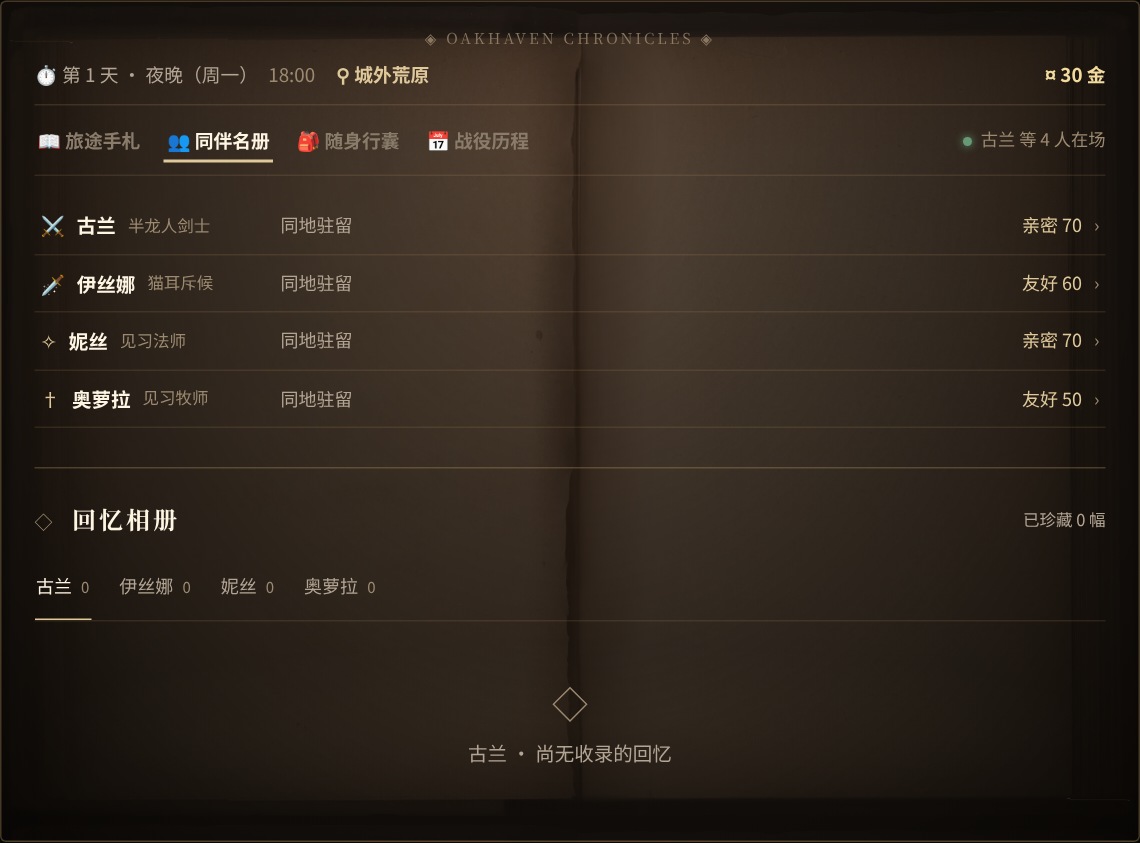 ◈ OAKHAVEN CHRONICLES ◈
第 1 天 · 夜晚（周一） 18:00 城外荒原 ¤ 30 金
旅途手札 同伴名册 随身行囊 战役历程 古兰 等 4 人在场
古兰 半龙人剑士 同地驻留 亲密 70 ›
伊丝娜 猫耳斥候 同地驻留 友好 60 ›
妮丝 见习法师 同地驻留 亲密 70 ›
奥萝拉 见习牧师 同地驻留 友好 50 ›
回忆相册 已珍藏 0 幅
古兰 0 伊丝娜 0 妮丝 0 奥萝拉 0
古兰 · 尚无收录的回忆